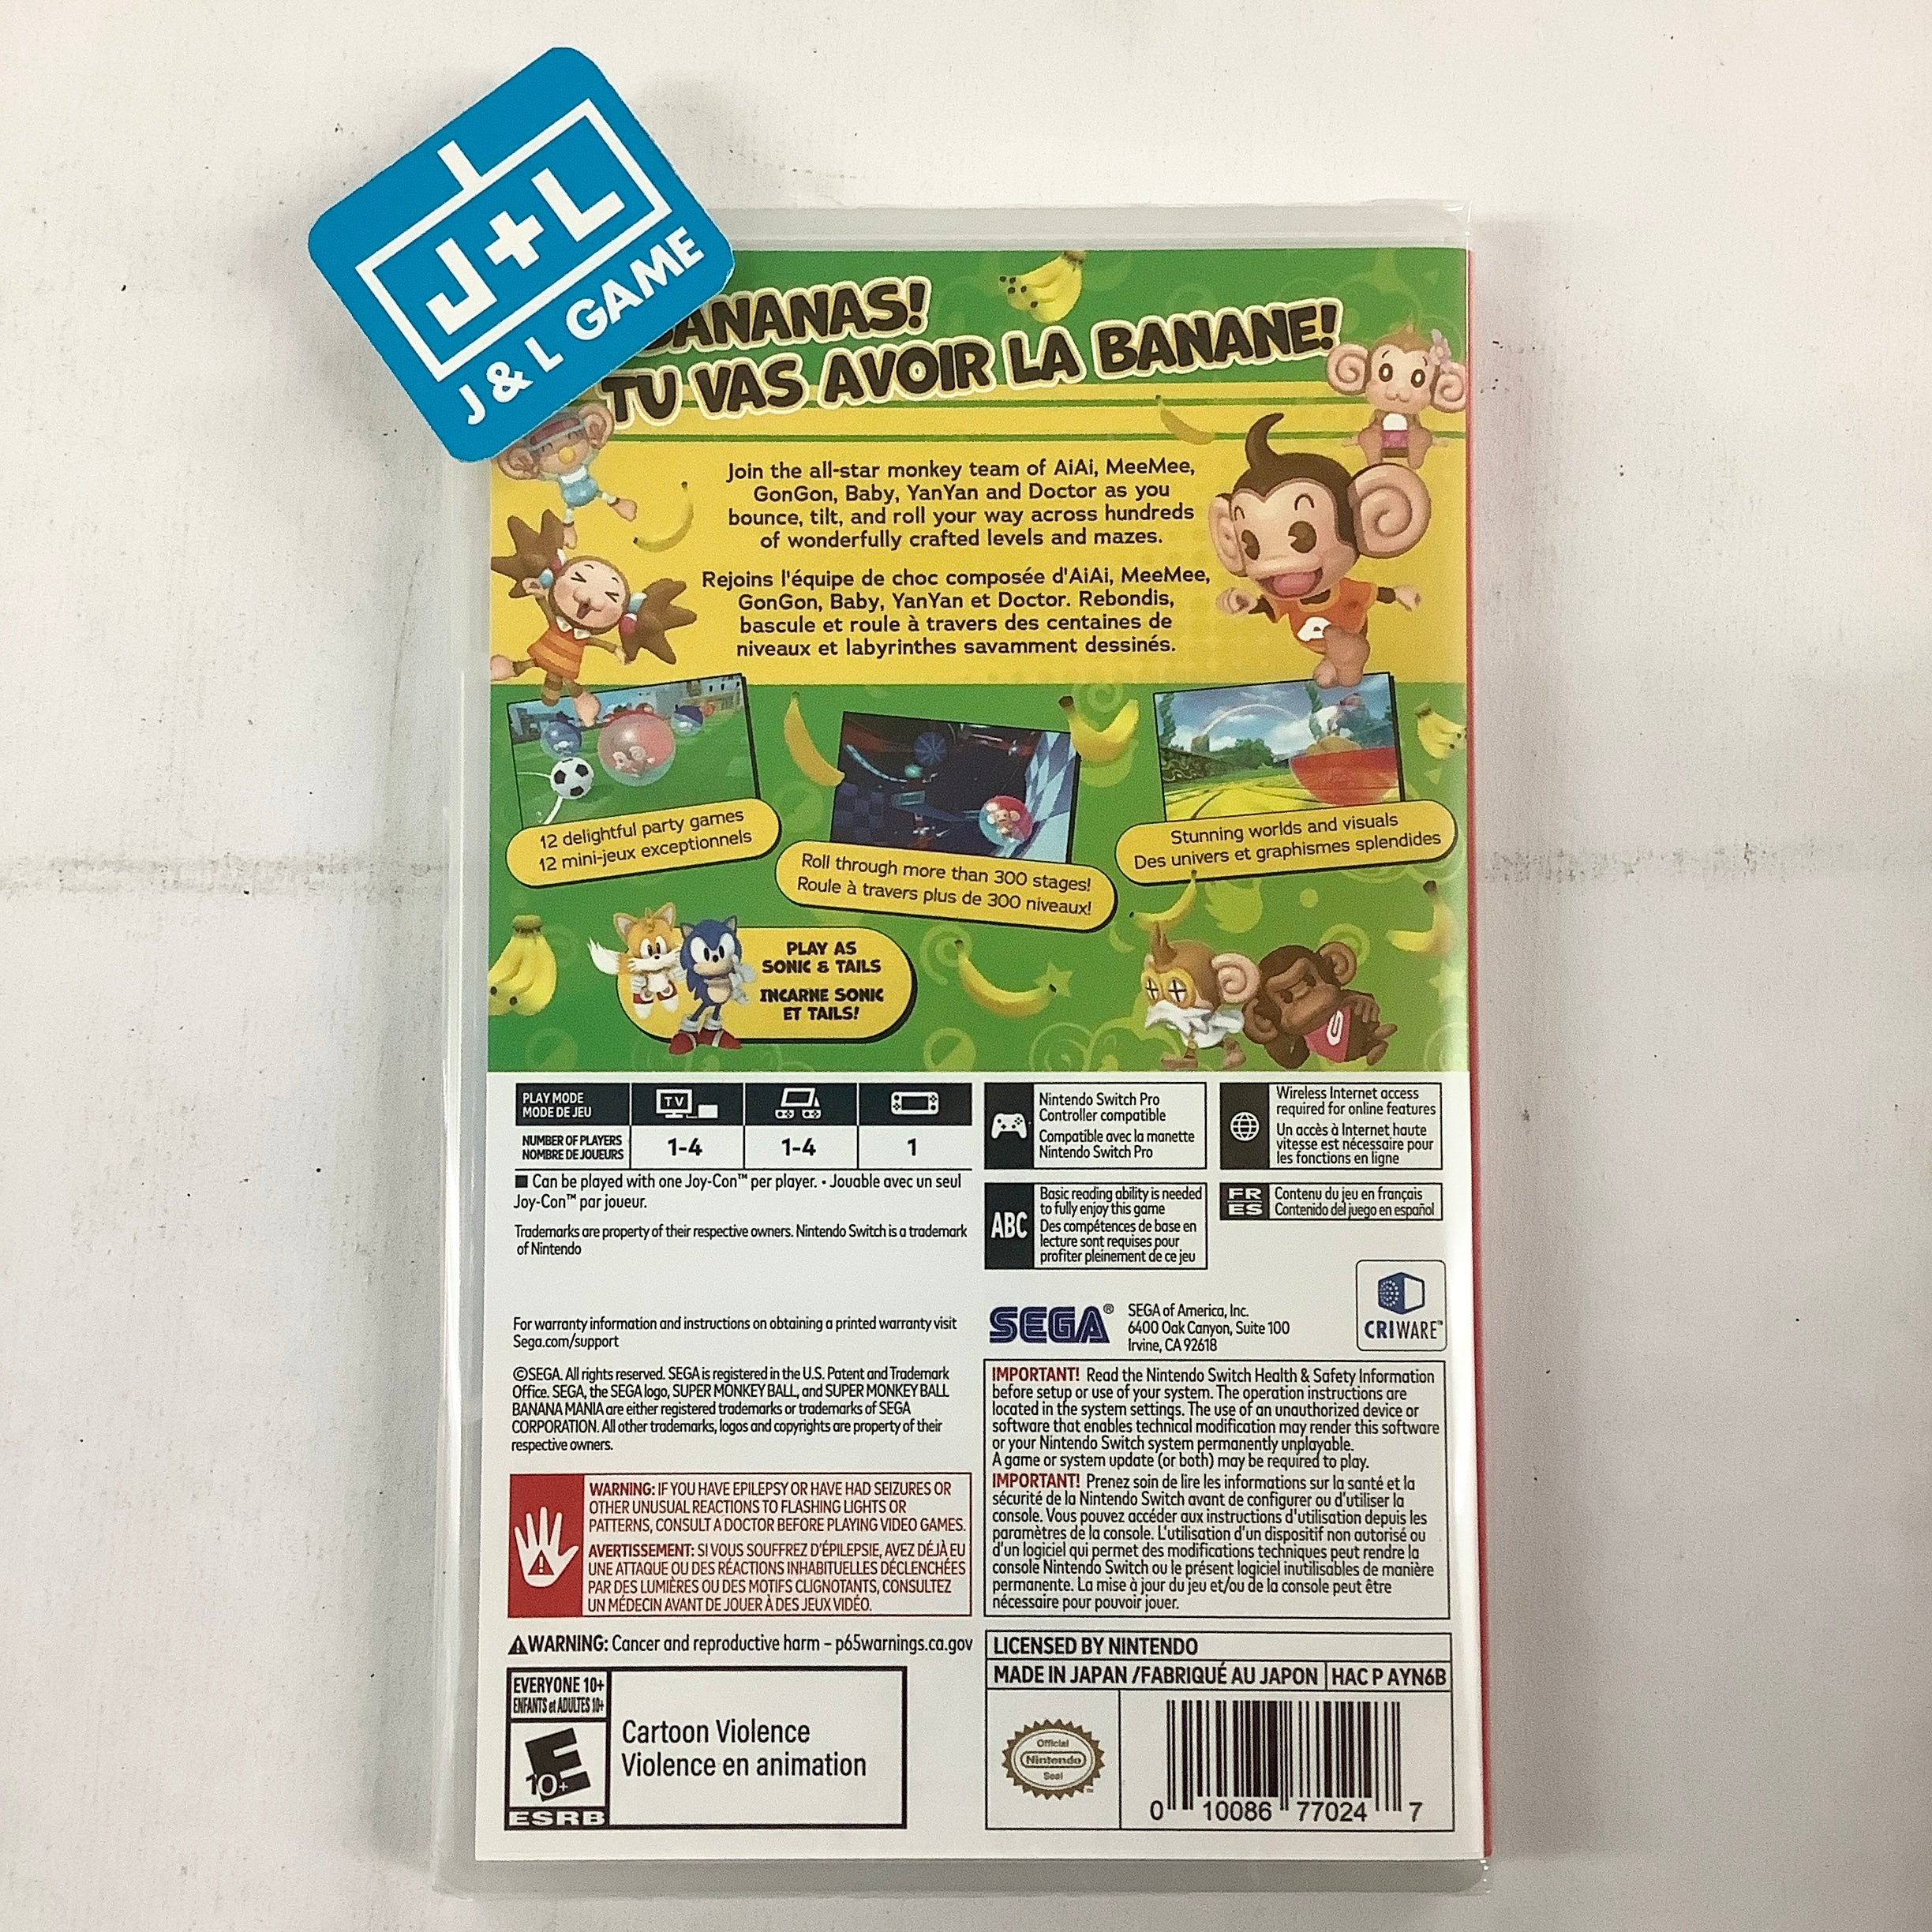 J+L
J & L GAME
BANANAS!
TU VAS AVOIR LA BANANE!
Join the all-star monkey team of AiAi, MeeMee,
GonGon, Baby, YanYan and Doctor as you
bounce, tilt, and roll your way across hundreds
of wonderfully crafted levels and mazes.
Rejoins l'équipe de choc composée d'AiAi, MeeMee,
GonGon, Baby, YanYan et Doctor. Rebondis,
bascule et roule à travers des centaines de
niveaux et labyrinthes savamment dessinés.
12 delightful party games
12 mini-jeux exceptionnels
Roll through more than 300 stages!
Roule à travers plus de 300 niveaux!
Stunning worlds and visuals
Des univers et graphismes splendides
PLAY AS
SONIC & TAILS
INCARNE SONIC
ET TAILS!
PLAY MODE
MODE DE JEU
TV
NUMBER OF PLAYERS
NOMBRE DE JOUEURS
1-4
1-4
1
■ Can be played with one Joy-Con™ per player. • Jouable avec un seul
Joy-Con™ par joueur.
Trademarks are property of their respective owners. Nintendo Switch is a trademark
of Nintendo
Nintendo Switch Pro
Controller compatible
Compatible avec la manette
Nintendo Switch Pro
Wireless Internet access
required for online features
Un accès à Internet haute
vitesse est nécessaire pour
les fonctions en ligne
ABC
Basic reading ability is needed
to fully enjoy this game
Des compétences de base en
lecture sont requises pour
profiter pleinement de ce jeu
FR
ES
Contenu du jeu en français
Contenido del juego en español
For warranty information and instructions on obtaining a printed warranty visit
Sega.com/support
SEGA®
SEGA of America, Inc.
6400 Oak Canyon, Suite 100
Irvine, CA 92618
CRIWARE™
©SEGA. All rights reserved. SEGA is registered in the U.S. Patent and Trademark
Office. SEGA, the SEGA logo, SUPER MONKEY BALL, and SUPER MONKEY BALL
BANANA MANIA are either registered trademarks or trademarks of SEGA
CORPORATION. All other trademarks, logos and copyrights are property of their
respective owners.
IMPORTANT! Read the Nintendo Switch Health & Safety Information
before setup or use of your system. The operation instructions are
located in the system settings. The use of an unauthorized device or
software that enables technical modification may render this software
or your Nintendo Switch system permanently unplayable.
A game or system update (or both) may be required to play.
IMPORTANT! Prenez soin de lire les informations sur la santé et la
sécurité de la Nintendo Switch avant de configurer ou d'utiliser la
console. Vous pouvez accéder aux instructions d'utilisation depuis les
paramètres de la console. L'utilisation d'un dispositif non autorisé ou
d'un logiciel qui permet des modifications techniques peut rendre la
console Nintendo Switch ou le présent logiciel inutilisables de manière
permanente. La mise à jour du jeu et/ou de la console peut être
nécessaire pour pouvoir jouer.
WARNING: IF YOU HAVE EPILEPSY OR HAVE HAD SEIZURES OR
OTHER UNUSUAL REACTIONS TO FLASHING LIGHTS OR
PATTERNS, CONSULT A DOCTOR BEFORE PLAYING VIDEO GAMES.
AVERTISSEMENT: SI VOUS SOUFFREZ D'ÉPILEPSIE, AVEZ DÉJÀ EU
UNE ATTAQUE OU DES RÉACTIONS INHABITUELLES DÉCLENCHÉES
PAR DES LUMIÈRES OU DES MOTIFS CLIGNOTANTS, CONSULTEZ
UN MÉDECIN AVANT DE JOUER À DES JEUX VIDÉO.
⚠WARNING: Cancer and reproductive harm – p65warnings.ca.gov
EVERYONE 10+
ENFANTS et ADULTES 10+
E
10+
ESRB
Cartoon Violence
Violence en animation
LICENSED BY NINTENDO
MADE IN JAPAN / FABRIQUÉ AU JAPON
HAC P AYN6B
Official
Nintendo
Seal
0 10086 77024 7